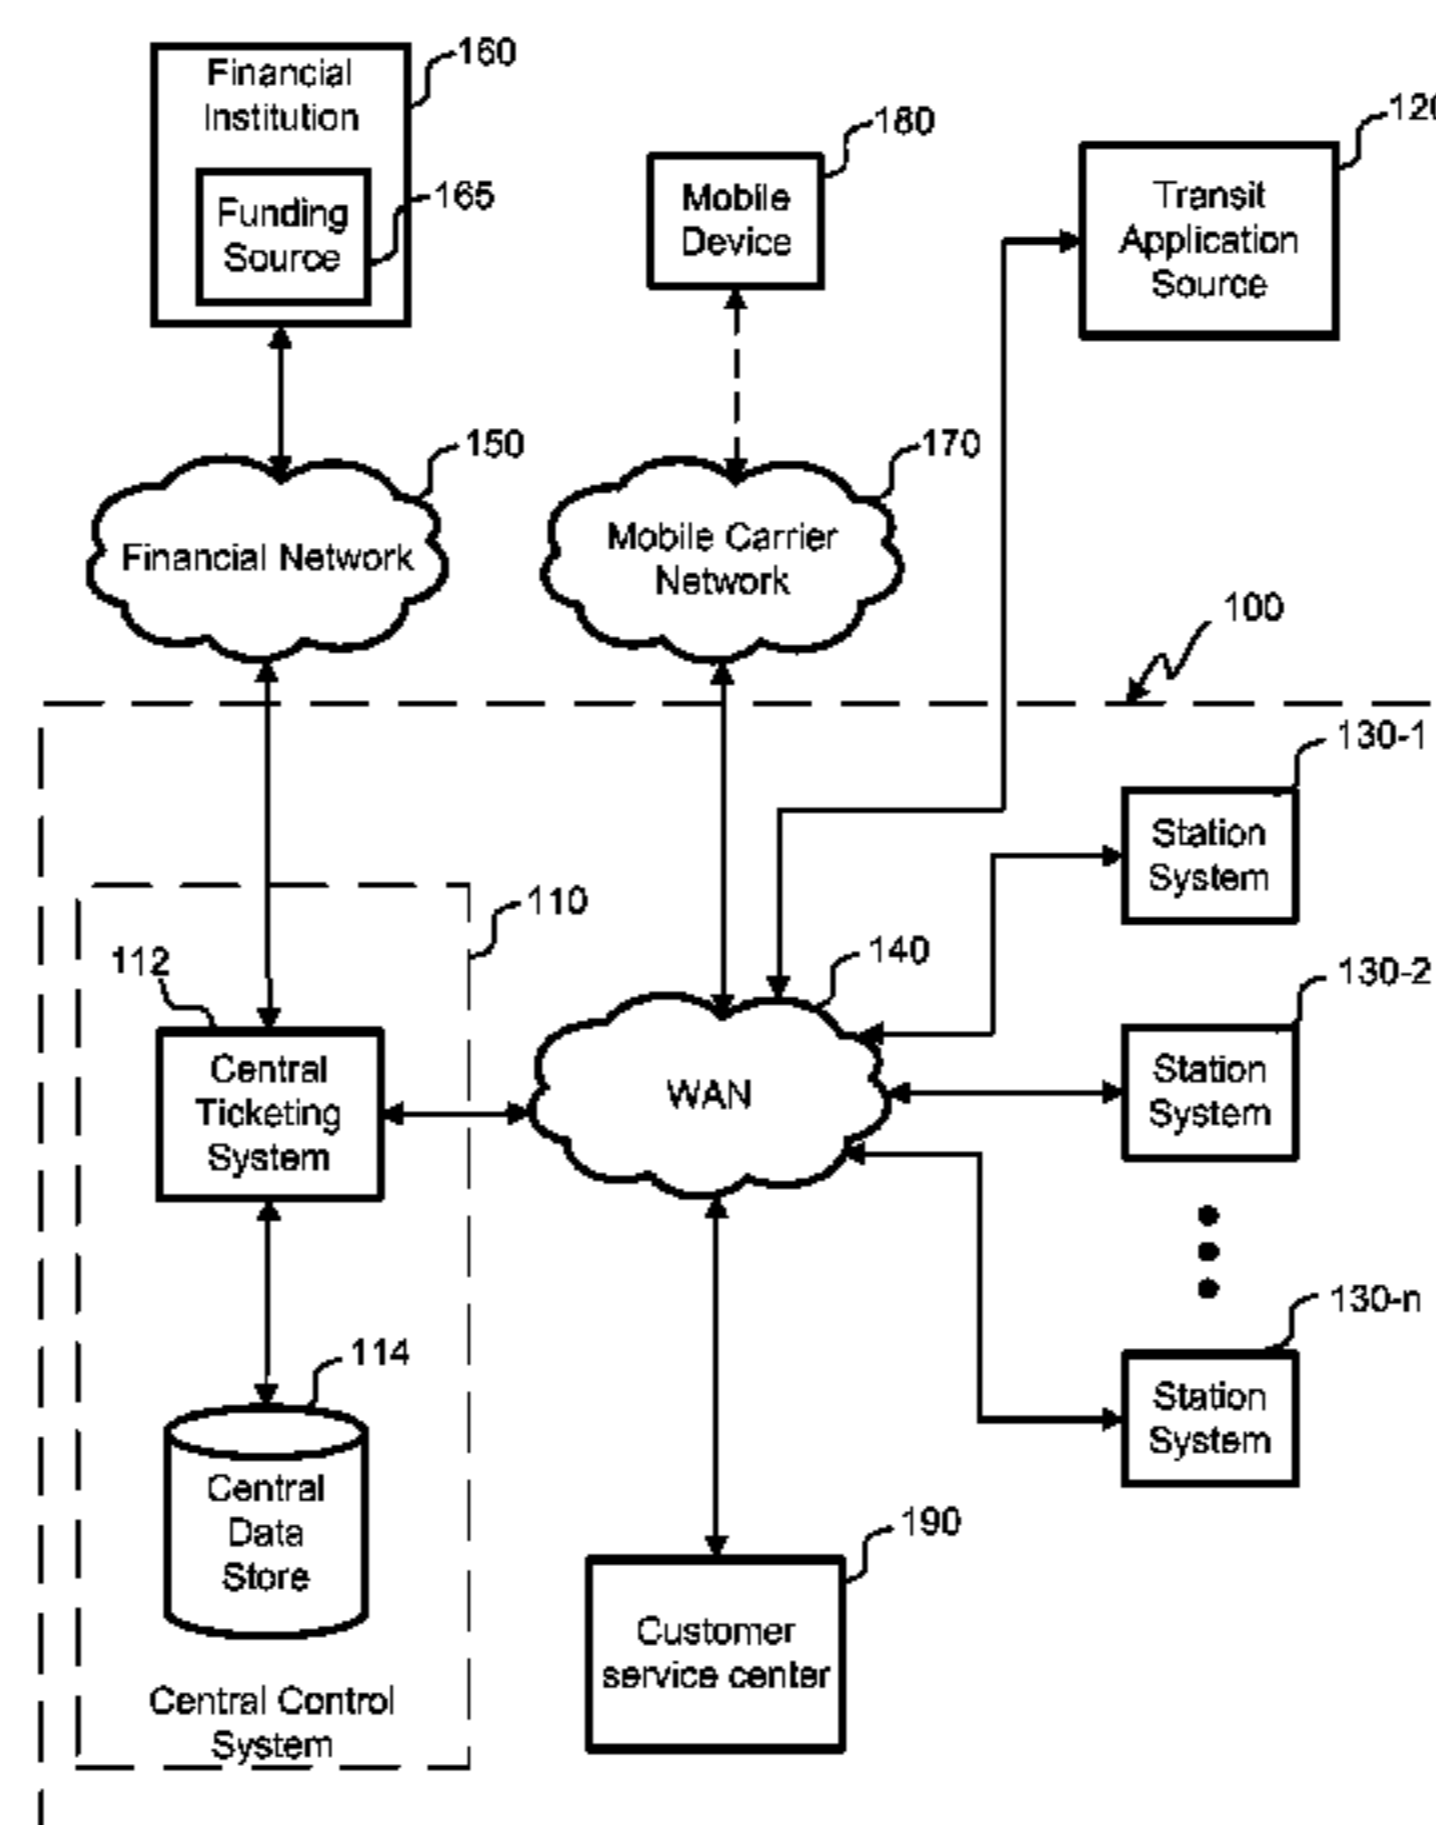 160
Financial
Institution
165
Funding
Source
180
Mobile
Device
120
Transit
Application
Source
150
Financial Network
170
Mobile Carrier
Network
100
130-1
Station
System
110
112
Central
Ticketing
System
140
WAN
130-2
Station
System
130-n
Station
System
114
Central
Data
Store
Central Control
System
190
Customer
service center